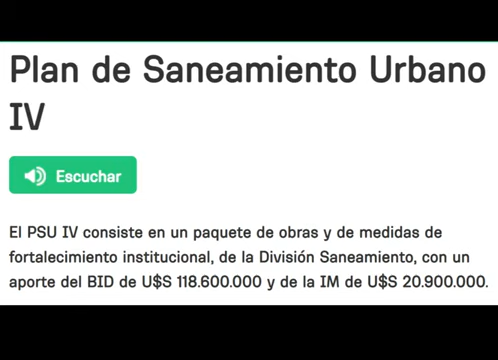 Plan de Saneamiento Urbano
IV
Escuchar
El PSU IV consiste en un paquete de obras y de medidas de
fortalecimiento institucional, de la División Saneamiento, con un
aporte del BID de U$S 118.600.000 y de la IM de U$S 20.900.000.